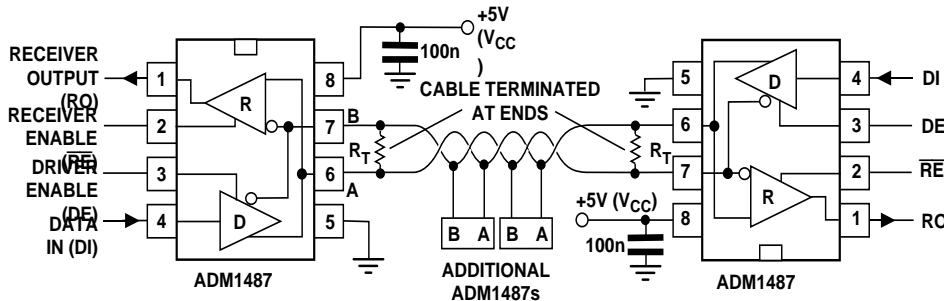 RECEIVER
OUTPUT
(RO)
RECEIVER
ENABLE
(RE)
DRIVER
ENABLE
(DE)
DATA
IN (DI)
1
2
3
4
8
7
6
5
R
D
B
A
ADM1487
+5V
(VCC
)
100n
CABLE TERMINATED
AT ENDS
RT
RT
B A
B A
ADDITIONAL
ADM1487s
+5V (VCC)
100n
5
6
7
8
4
3
2
1
D
R
DI
DE
RE
RO
ADM1487